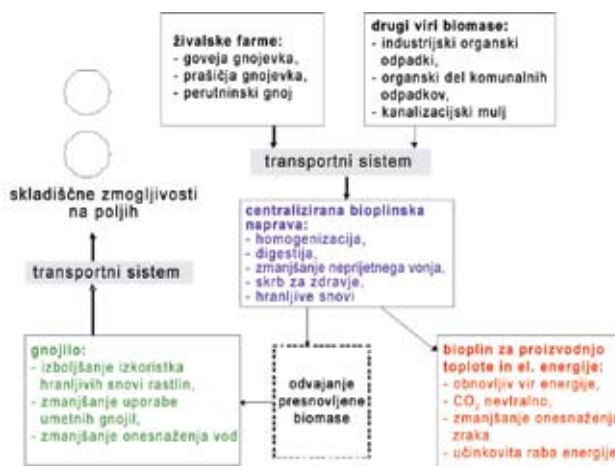 živalske farme:
- goveja gnojevka,
- prašičja gnojevka,
- perutninski gnoj
drugi viri biomase:
- industrijski organski
odpadki,
- organski del komunalnih
odpadkov,
- kanalizacijski mulj
transportni sistem
skladiščne zmogljivosti
na poljih
centralizirana bioplinska
naprava:
- homogenizacija,
- digestija,
- zmanjšanje neprijetnega vonja,
- skrb za zdravje,
- hranljive snovi
transportni sistem
gnojilo:
- izboljšanje izkoristka
hranljivih snovi rastlin,
- zmanjšanje uporabe
umetnih gnojil,
- zmanjšanje onesnaženja vod
odvajanje
presnovljene
biomase
bioplin za proizvodnjo
toplote in el. energije:
- obnovljiv vir energije,
- CO₂ nevtralno,
- zmanjšanje onesnaženja
zraka
- učinkovita raba energije